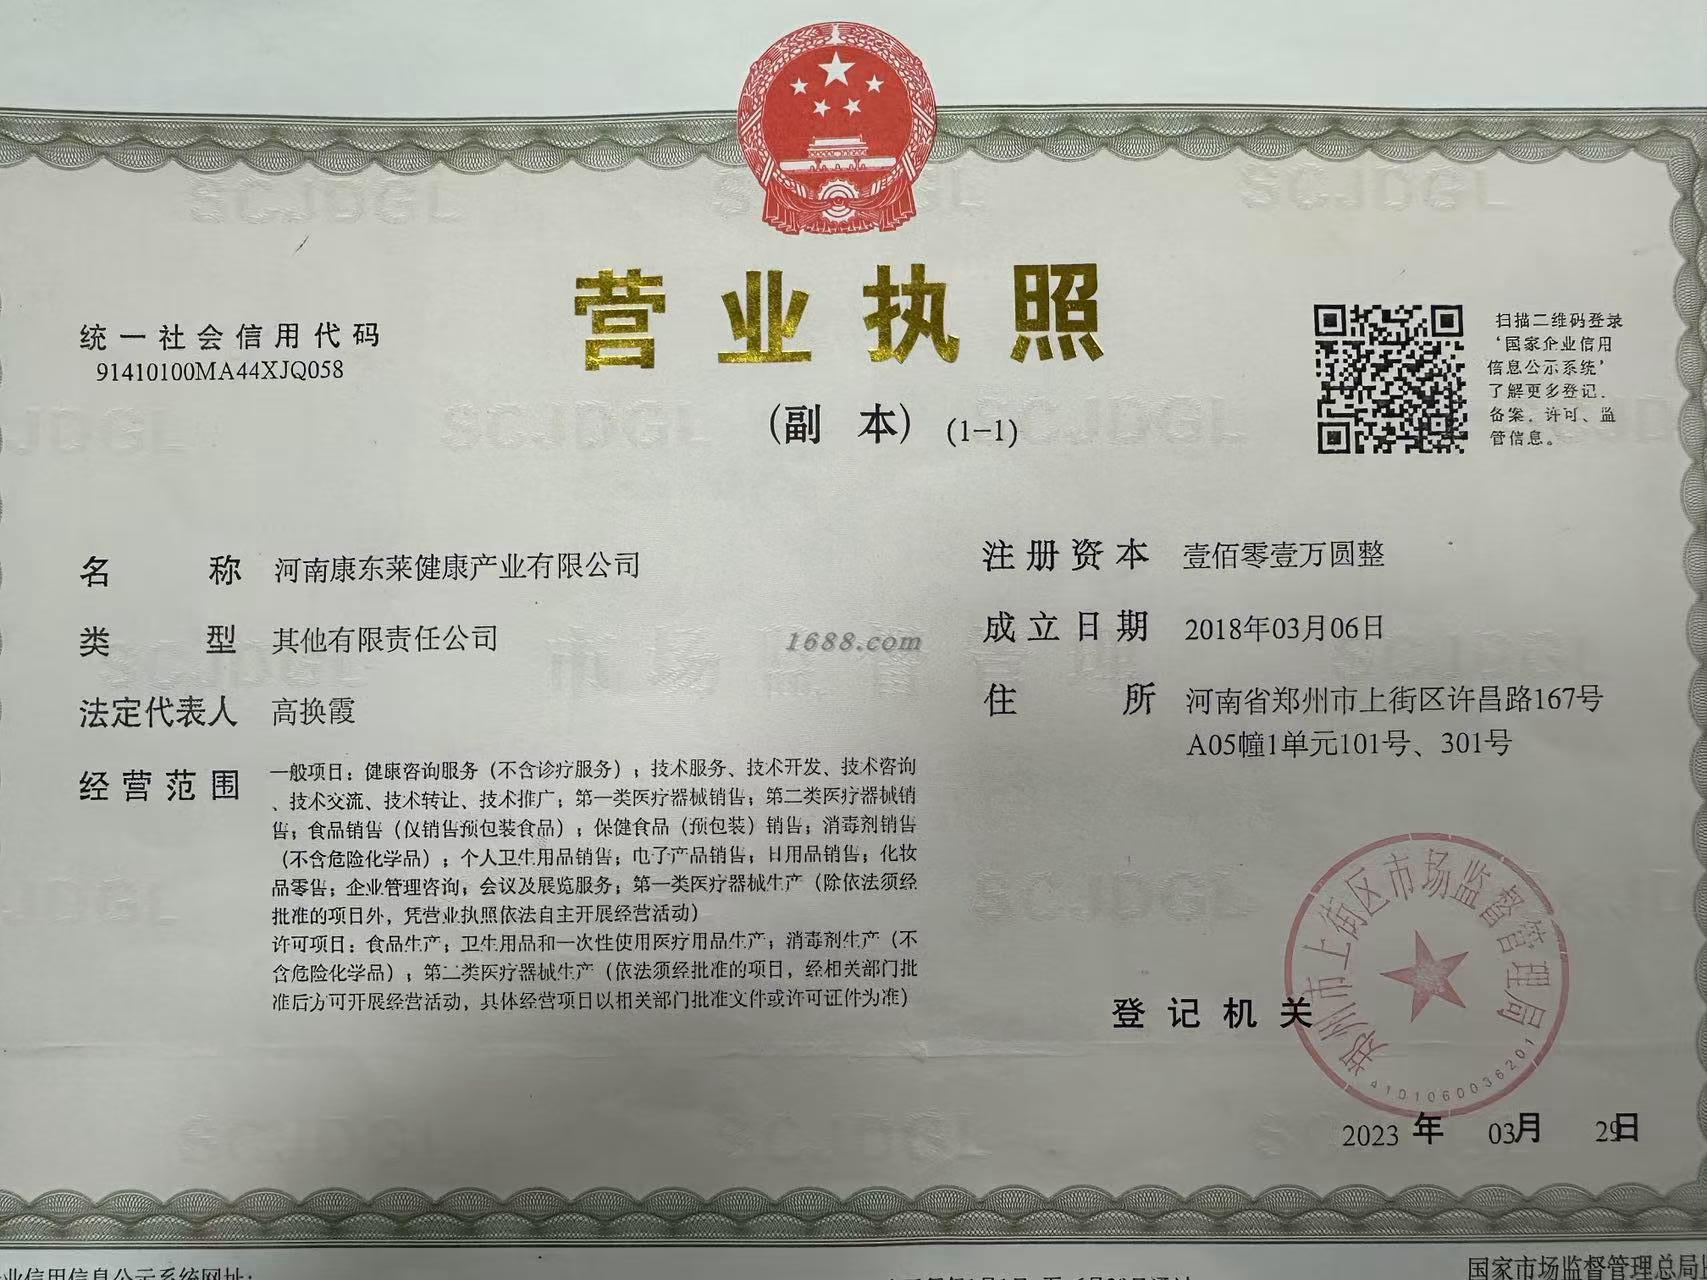 营业执照
(副 本) (1-1)
统一社会信用代码
91410100MA44XJQ058
扫描二维码登录
‘国家企业信用
信息公示系统’
了解更多登记、
备案、许可、监
管信息。
名 称 河南康东莱健康产业有限公司
类 型 其他有限责任公司
法定代表人 高换霞
经营范围 一般项目：健康咨询服务（不含诊疗服务）；技术服务、技术开发、技术咨询
、技术交流、技术转让、技术推广；第一类医疗器械销售；第二类医疗器械销
售；食品销售（仅销售预包装食品）；保健食品（预包装）销售；消毒剂销售
（不含危险化学品）；个人卫生用品销售；电子产品销售；日用品销售；化妆
品零售；企业管理咨询；会议及展览服务；第一类医疗器械生产（除依法须经
批准的项目外，凭营业执照依法自主开展经营活动）
许可项目：食品生产；卫生用品和一次性使用医疗用品生产；消毒剂生产（不
含危险化学品）；第二类医疗器械生产（依法须经批准的项目，经相关部门批
准后方可开展经营活动，具体经营项目以相关部门批准文件或许可证件为准）
注册资本 壹佰零壹万圆整
成立日期 2018年03月06日
住 所 河南省郑州市上街区许昌路167号
A05幢1单元101号、301号
1688.com
登记机关
郑州市上街区市场监督管理局
4101060036201
2023 年 03月 29日
业信用信息公示系统网址：
国家市场监督管理总局
SCJDGL